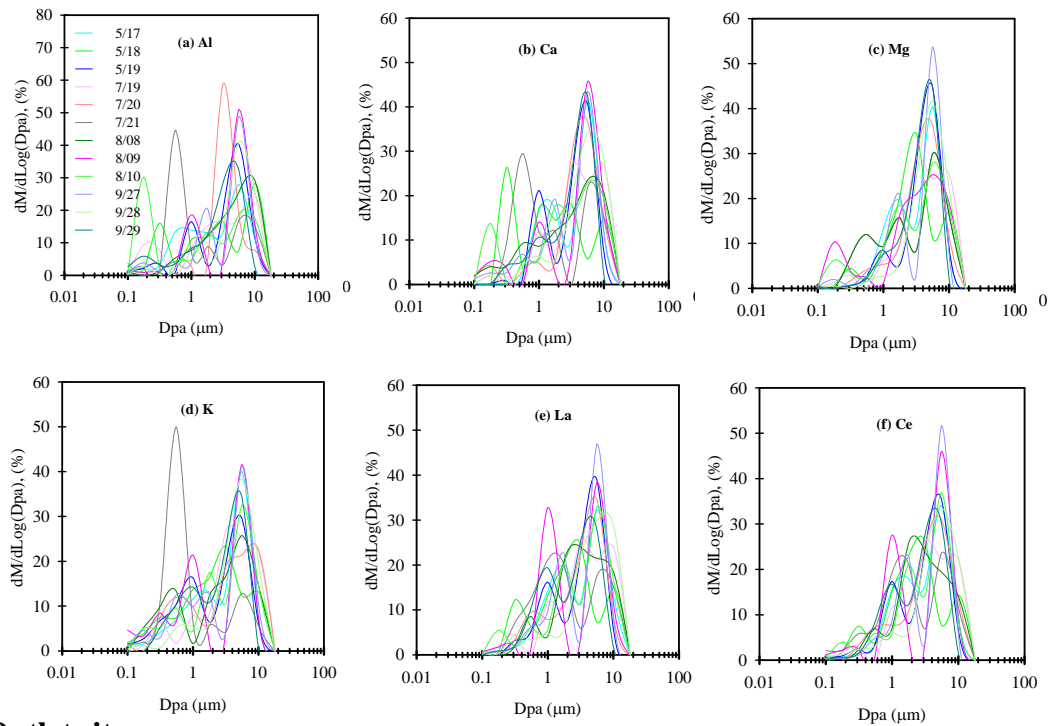 (a) Al
dM/dLog(Dpa), (%)
80
70
60
50
40
30
20
10
0
5/17
5/18
5/19
7/19
7/20
7/21
8/08
8/09
8/10
9/27
9/28
9/29
0.01 0.1 1 10 100
Dpa (μm)
0
(b) Ca
dM/dLog(Dpa), (%)
60
50
40
30
20
10
0
0.01 0.1 1 10 100
Dpa (μm)
(c) Mg
dM/dLog(Dpa), (%)
60
50
40
30
20
10
0
0.01 0.1 1 10 100
Dpa (μm)
0
(d) K
dM/dLog(Dpa), (%)
60
50
40
30
20
10
0
0.01 0.1 1 10 100
Dpa (μm)
(e) La
dM/dLog(Dpa), (%)
60
50
40
30
20
10
0
0.01 0.1 1 10 100
Dpa (μm)
(f) Ce
dM/dLog(Dpa), (%)
60
50
40
30
20
10
0
0.01 0.1 1 10 100
Dpa (μm)